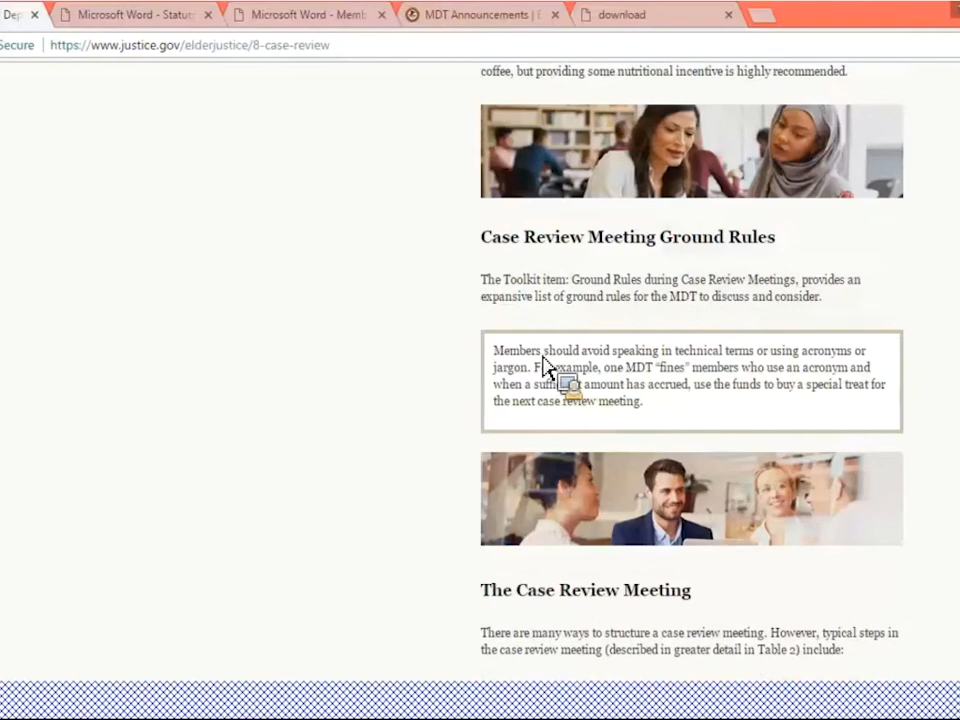 Dep
Microsoft Word - Statut
Microsoft Word - Memb
MDT Announcements | E
download
Secure
https://www.justice.gov/elderjustice/8-case-review
coffee, but providing some nutritional incentive is highly recommended.
Case Review Meeting Ground Rules
The Toolkit item: Ground Rules during Case Review Meetings, provides an
expansive list of ground rules for the MDT to discuss and consider.
Members should avoid speaking in technical terms or using acronyms or
jargon. example, one MDT “fines” members who use an acronym and
when a amount has accrued, use the funds to buy a special treat for
the next case review meeting.
The Case Review Meeting
There are many ways to structure a case review meeting. However, typical steps in
the case review meeting (described in greater detail in Table 2) include: